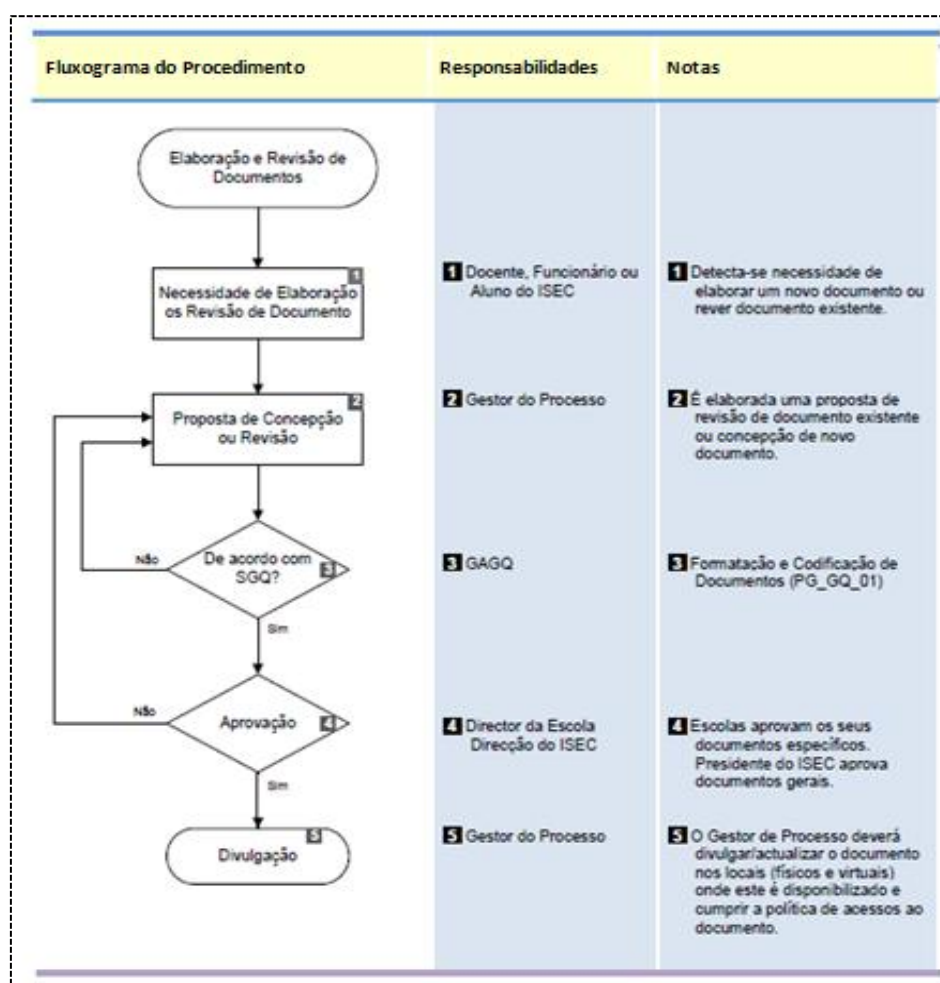 Fluxograma do Procedimento
Responsabilidades
Notas
Elaboração e Revisão de
Documentos
1
Necessidade de Elaboração
os Revisão de Documento
1 Docente, Funcionário ou
Aluno do ISEC
1 Detecta-se necessidade de
elaborar um novo documento ou
rever documento existente.
2
Proposta de Concepção
ou Revisão
2 Gestor do Processo
2 É elaborada uma proposta de
revisão de documento existente
ou concepção de novo
documento.
Não
De acordo com
SGQ?
3
Sim
3 GAGQ
3 Formatação e Codificação de
Documentos (PG_GQ_01)
Não
Aprovação
4
Sim
4 Director da Escola
Direcção do ISEC
4 Escolas aprovam os seus
documentos específicos.
Presidente do ISEC aprova
documentos gerais.
5
Divulgação
5 Gestor do Processo
5 O Gestor de Processo deverá
divulgar/actualizar o documento
nos locais (físicos e virtuais)
onde este é disponibilizado e
cumprir a política de acessos ao
documento.